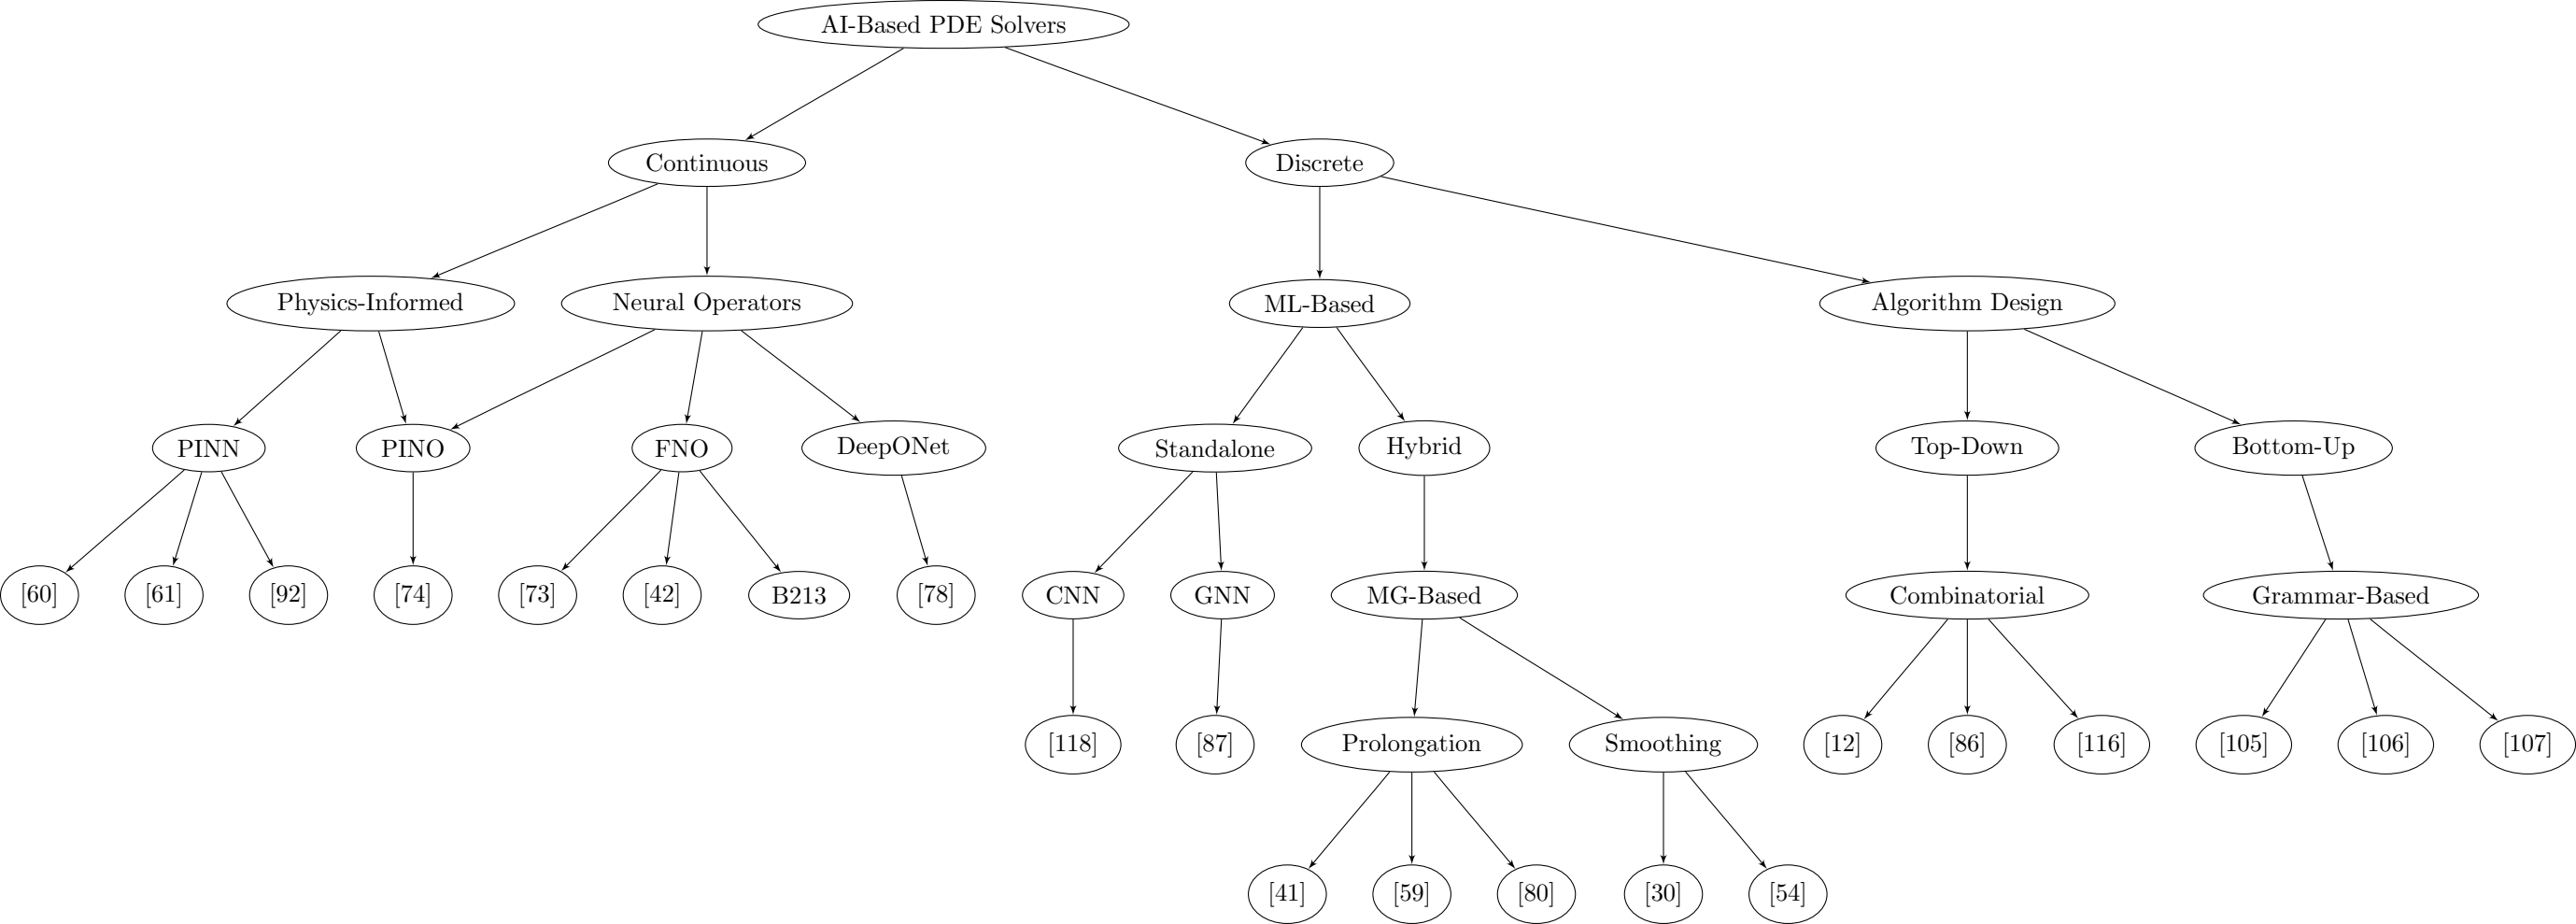 AI-Based PDE Solvers
Continuous
Discrete
Physics-Informed
Neural Operators
ML-Based
Algorithm Design
PINN
PINO
FNO
DeepONet
Standalone
Hybrid
Top-Down
Bottom-Up
[60]
[61]
[92]
[74]
[73]
[42]
B213
[78]
CNN
GNN
MG-Based
Combinatorial
Grammar-Based
[118]
[87]
Prolongation
Smoothing
[12]
[86]
[116]
[105]
[106]
[107]
[41]
[59]
[80]
[30]
[54]